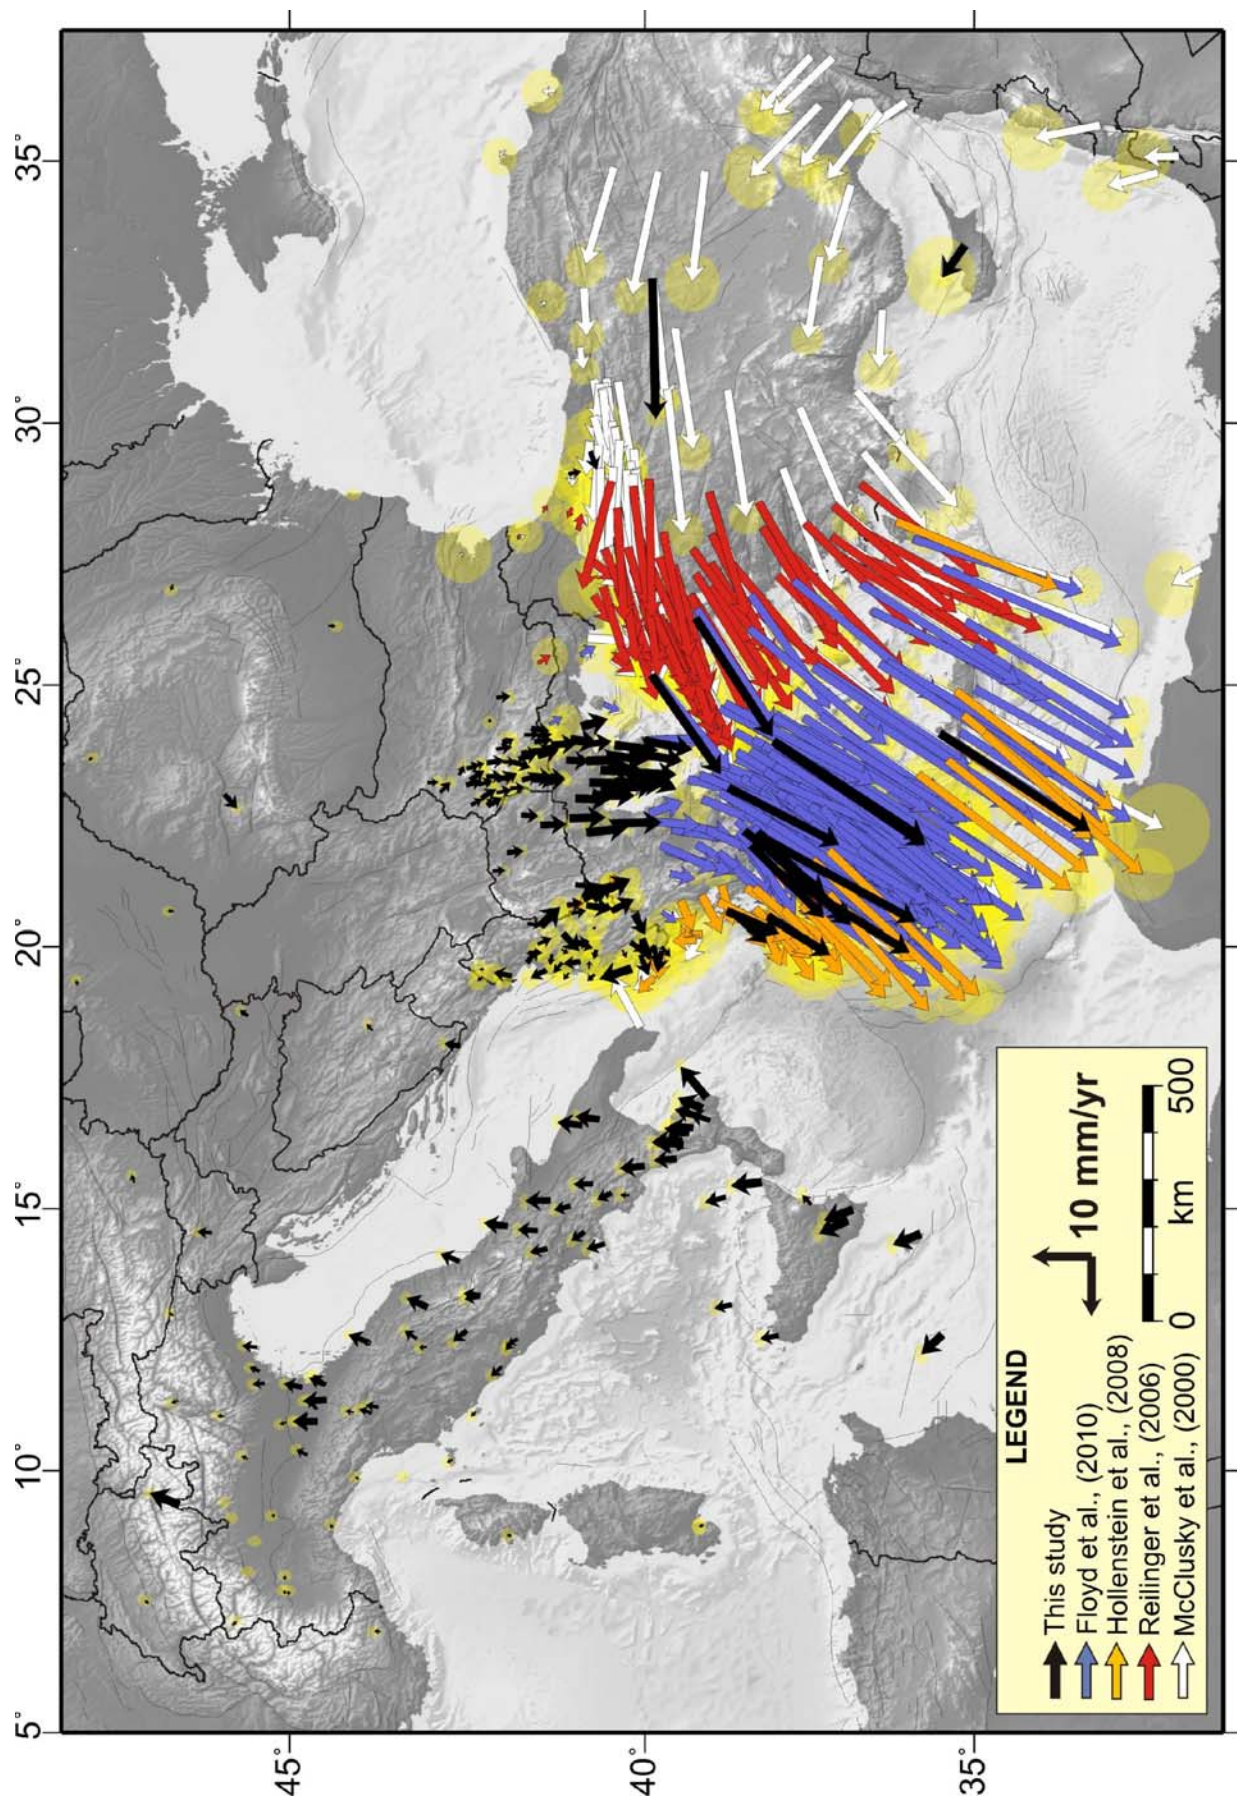 5°
10°
15°
20°
25°
30°
35°
45°
40°
35°
LEGEND
This study
Floyd et al., (2010)
Hollenstein et al., (2008)
Reilinger et al., (2006)
McClusky et al., (2000)
10 mm/yr
0 km 500